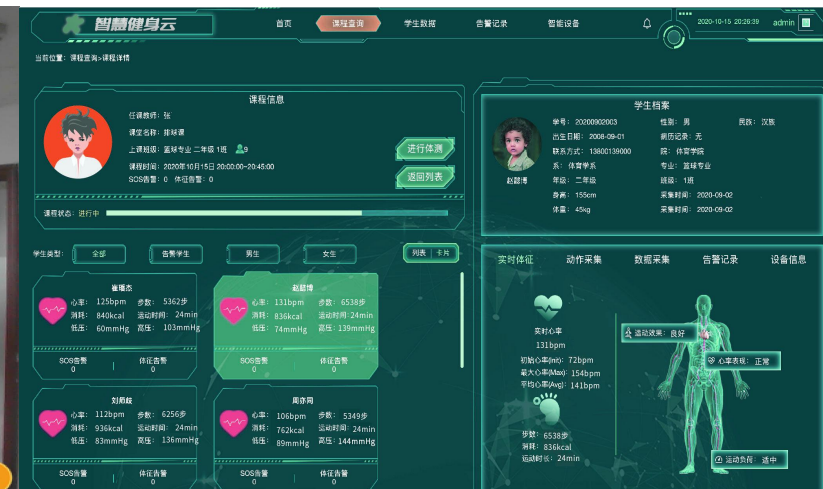 智慧健身云
首页 课程查询 学生数据 告警记录 智能设备 2020-10-15 20:26:39 admin
当前位置：课程查询>课程详情
课程信息
任课教师：张
课堂名称：排球课
上课班级：篮球专业 二年级 1班 9
课程时间：2020年10月15日 20:00:00-20:45:00
SOS告警：0 体征告警：0
进行体测
返回列表
课程状态：进行中
学生类型： 全部 告警学生 男生 女生 列表 | 卡片
崔瑾杰
心率：125bpm 步数：5362步
消耗：840kcal 运动时间：24min
低压：60mmHg 高压：103mmHg
SOS告警 体征告警
0 0
赵懿博
心率：131bpm 步数：6538步
消耗：836kcal 运动时间：24min
低压：74mmHg 高压：139mmHg
SOS告警 体征告警
0 0
刘师歧
心率：112bpm 步数：6256步
消耗：936kcal 运动时间：24min
低压：83mmHg 高压：136mmHg
SOS告警 体征告警
0 0
周亦同
心率：106bpm 步数：5349步
消耗：762kcal 运动时间：24min
低压：89mmHg 高压：144mmHg
SOS告警 体征告警
0 0
学生档案
赵懿博
学号：20200902003 性别：男 民族：汉族
出生日期：2008-09-01 病历记录：无
联系方式：13800139000 院：体育学院
系：体育学系 专业：篮球专业
年级：二年级 班级：1班
身高：155cm 采集时间：2020-09-02
体重：45kg 采集时间：2020-09-02
实时体征 动作采集 数据采集 告警记录 设备信息
实时心率
131bpm
初始心率(Init)：72bpm
最大心率(Max)：154bpm
平均心率(Avg)：141bpm
步数：6538步
消耗：836kcal
运动时长：24min
运动效果：良好
心率表现：正常
运动负荷：适中